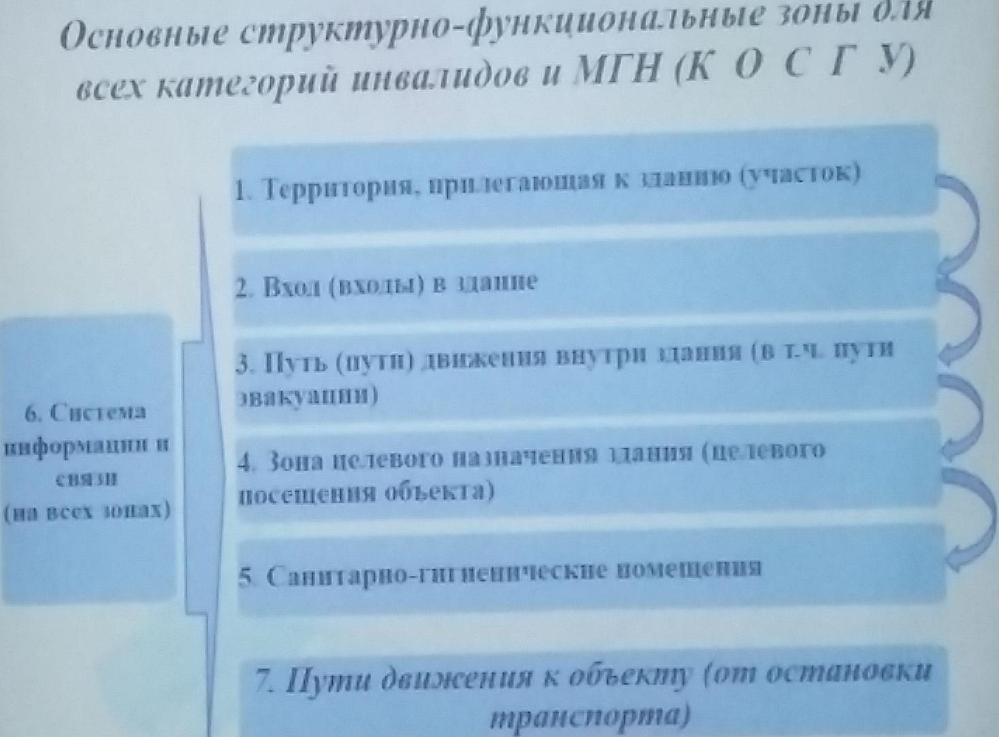 Основные структурно-функциональные зоны для
всех категорий инвалидов и МГН (К О С Г У)
1. Территория, прилегающая к зданию (участок)
2. Вход (входы) в здание
3. Путь (пути) движения внутри здания (в т.ч. пути
эвакуации)
4. Зона целевого назначения здания (целевого
посещения объекта)
5. Санитарно-гигиенические помещения
6. Система
информации и
связи
(на всех зонах)
7. Пути движения к объекту (от остановки
транспорта)